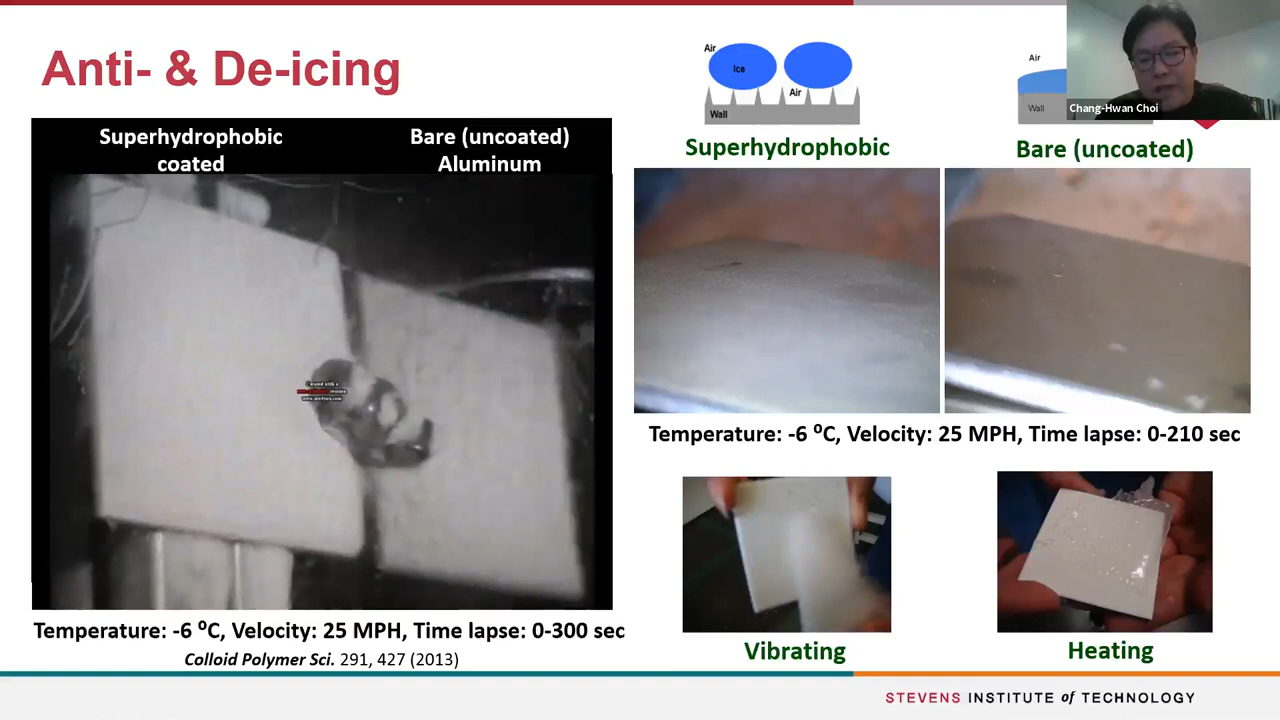 Anti- & De-icing
Superhydrophobic
coated
Bare (uncoated)
Aluminum
Temperature: -6 ⁰C, Velocity: 25 MPH, Time lapse: 0-300 sec
Colloid Polymer Sci. 291, 427 (2013)
Air
Ice
Air
Wall
Superhydrophobic
Air
Wall
Bare (uncoated)
Chang-Hwan Choi
Temperature: -6 ⁰C, Velocity: 25 MPH, Time lapse: 0-210 sec
Vibrating
Heating
STEVENS INSTITUTE of TECHNOLOGY